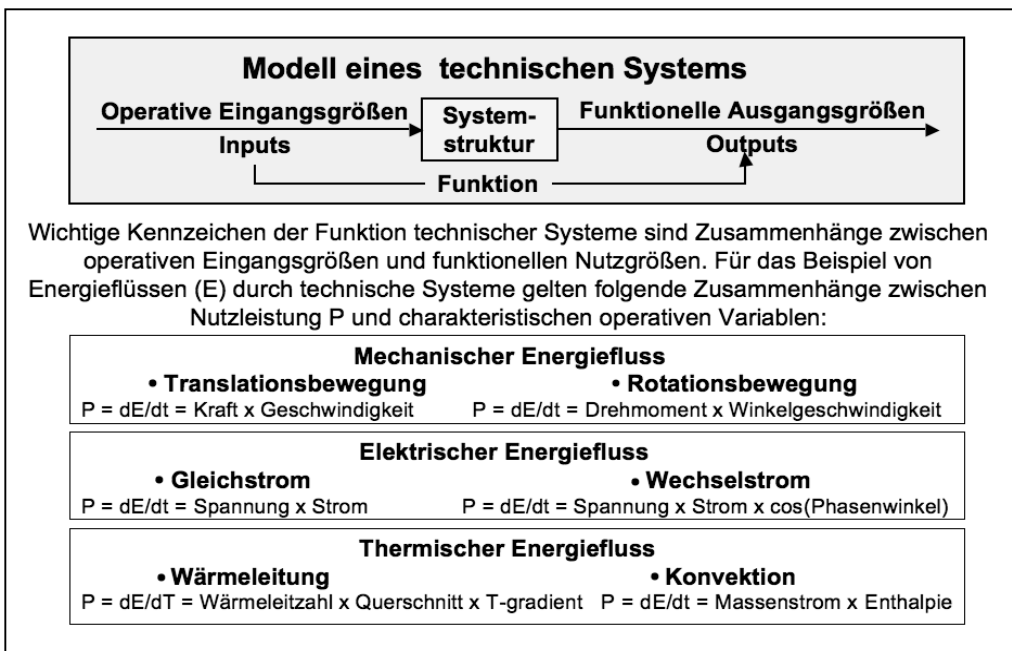 Modell eines technischen Systems
Operative Eingangsgrößen
Inputs
System-
struktur
Funktionelle Ausgangsgrößen
Outputs
Funktion
Wichtige Kennzeichen der Funktion technischer Systeme sind Zusammenhänge zwischen
operativen Eingangsgrößen und funktionellen Nutzgrößen. Für das Beispiel von
Energieflüssen (E) durch technische Systeme gelten folgende Zusammenhänge zwischen
Nutzleistung P und charakteristischen operativen Variablen:
Mechanischer Energiefluss
• Translationsbewegung • Rotationsbewegung
P = dE/dt = Kraft x Geschwindigkeit P = dE/dt = Drehmoment x Winkelgeschwindigkeit
Elektrischer Energiefluss
• Gleichstrom • Wechselstrom
P = dE/dt = Spannung x Strom P = dE/dt = Spannung x Strom x cos(Phasenwinkel)
Thermischer Energiefluss
• Wärmeleitung • Konvektion
P = dE/dT = Wärmeleitzahl x Querschnitt x T-gradient P = dE/dt = Massenstrom x Enthalpie